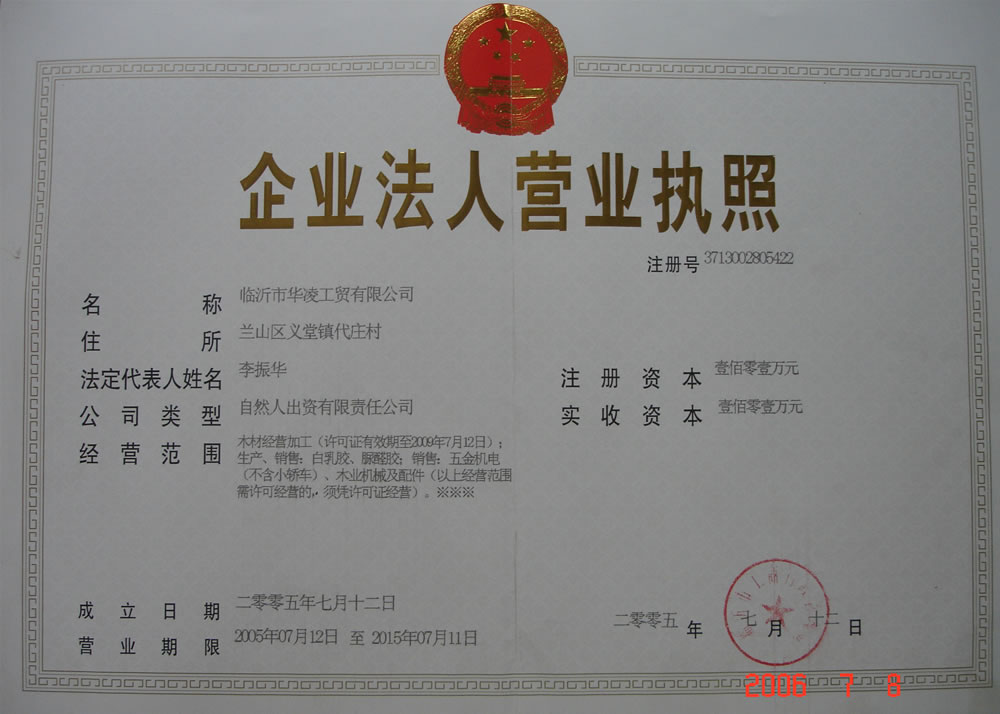 企业法人营业执照
注册号 3713002805422
名称 临沂市华凌工贸有限公司
住所 兰山区义堂镇代庄村
法定代表人姓名 李振华
注册资本 壹佰零壹万元
公司类型 自然人出资有限责任公司
实收资本 壹佰零壹万元
经营范围 木材经营加工（许可证有效期至2009年7月12日）；
生产、销售：白乳胶、脲醛胶；销售：五金机电
（不含小轿车）、木业机械及配件（以上经营范围
需许可经营的，须凭许可证经营）。※※※
成立日期 二零零五年七月十二日
二零零五年七月十二日
营业期限 2005年07月12日 至 2015年07月11日
2006 7 8